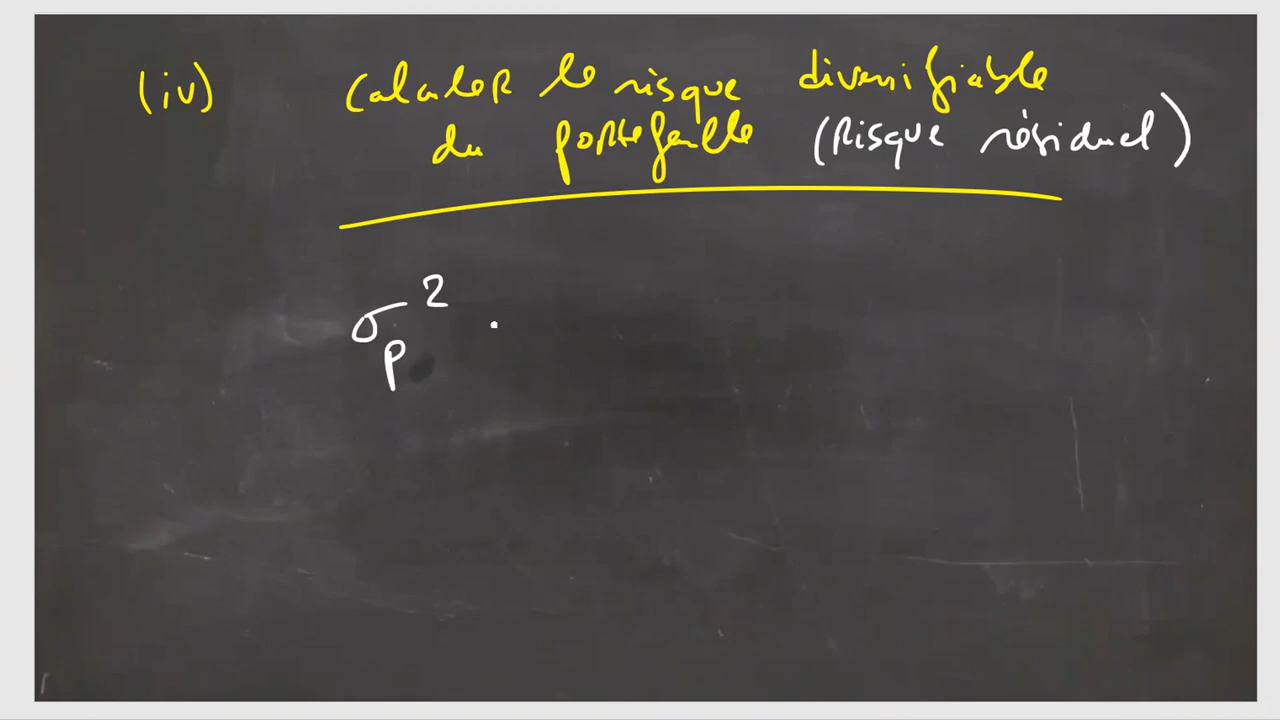 (iv) Calculer le risque diversifiable
du portefeuille (Risque résiduel)
σp²